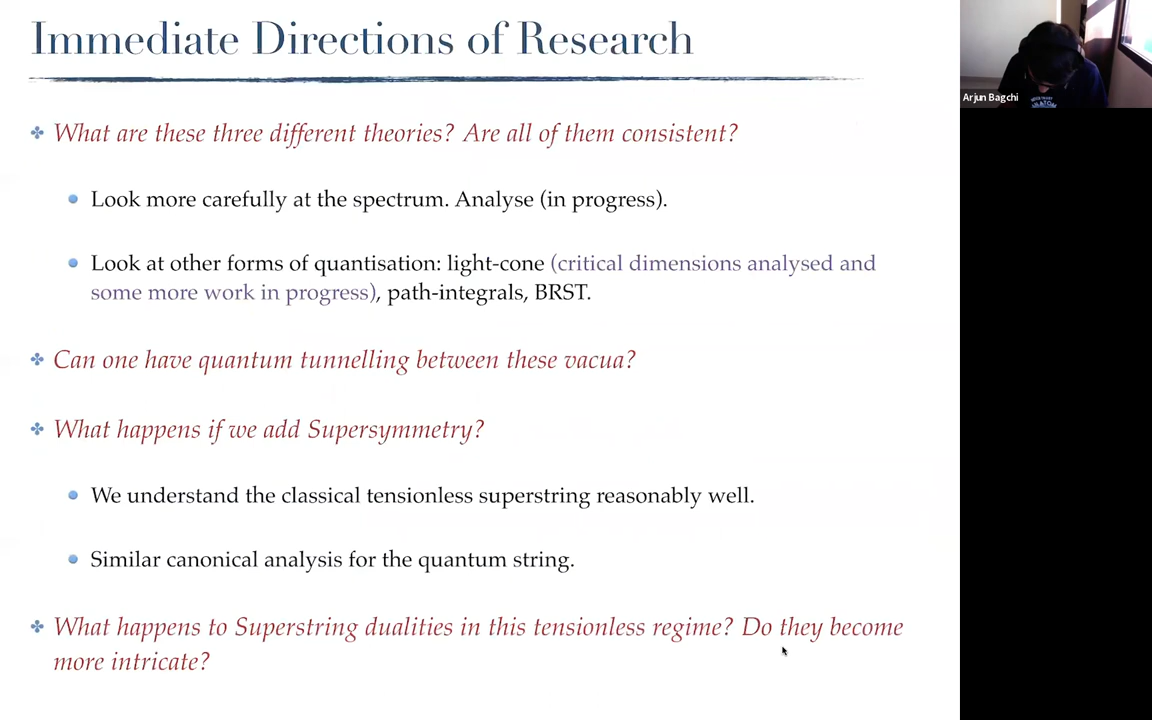 Immediate Directions of Research
Arjun Bagchi
What are these three different theories? Are all of them consistent?
Look more carefully at the spectrum. Analyse (in progress).
Look at other forms of quantisation: light-cone (critical dimensions analysed and
some more work in progress), path-integrals, BRST.
Can one have quantum tunnelling between these vacua?
What happens if we add Supersymmetry?
We understand the classical tensionless superstring reasonably well.
Similar canonical analysis for the quantum string.
What happens to Superstring dualities in this tensionless regime? Do they become
more intricate?